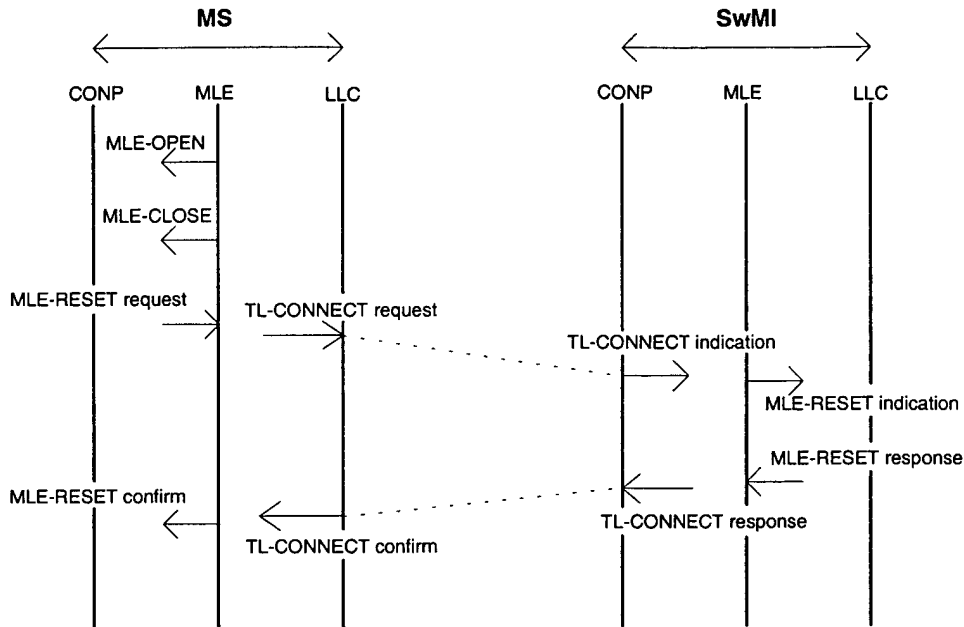 MS
SwMI
CONP
MLE
LLC
CONP
MLE
LLC
MLE-OPEN
MLE-CLOSE
MLE-RESET request
TL-CONNECT request
TL-CONNECT indication
MLE-RESET indication
MLE-RESET response
MLE-RESET confirm
TL-CONNECT response
TL-CONNECT confirm